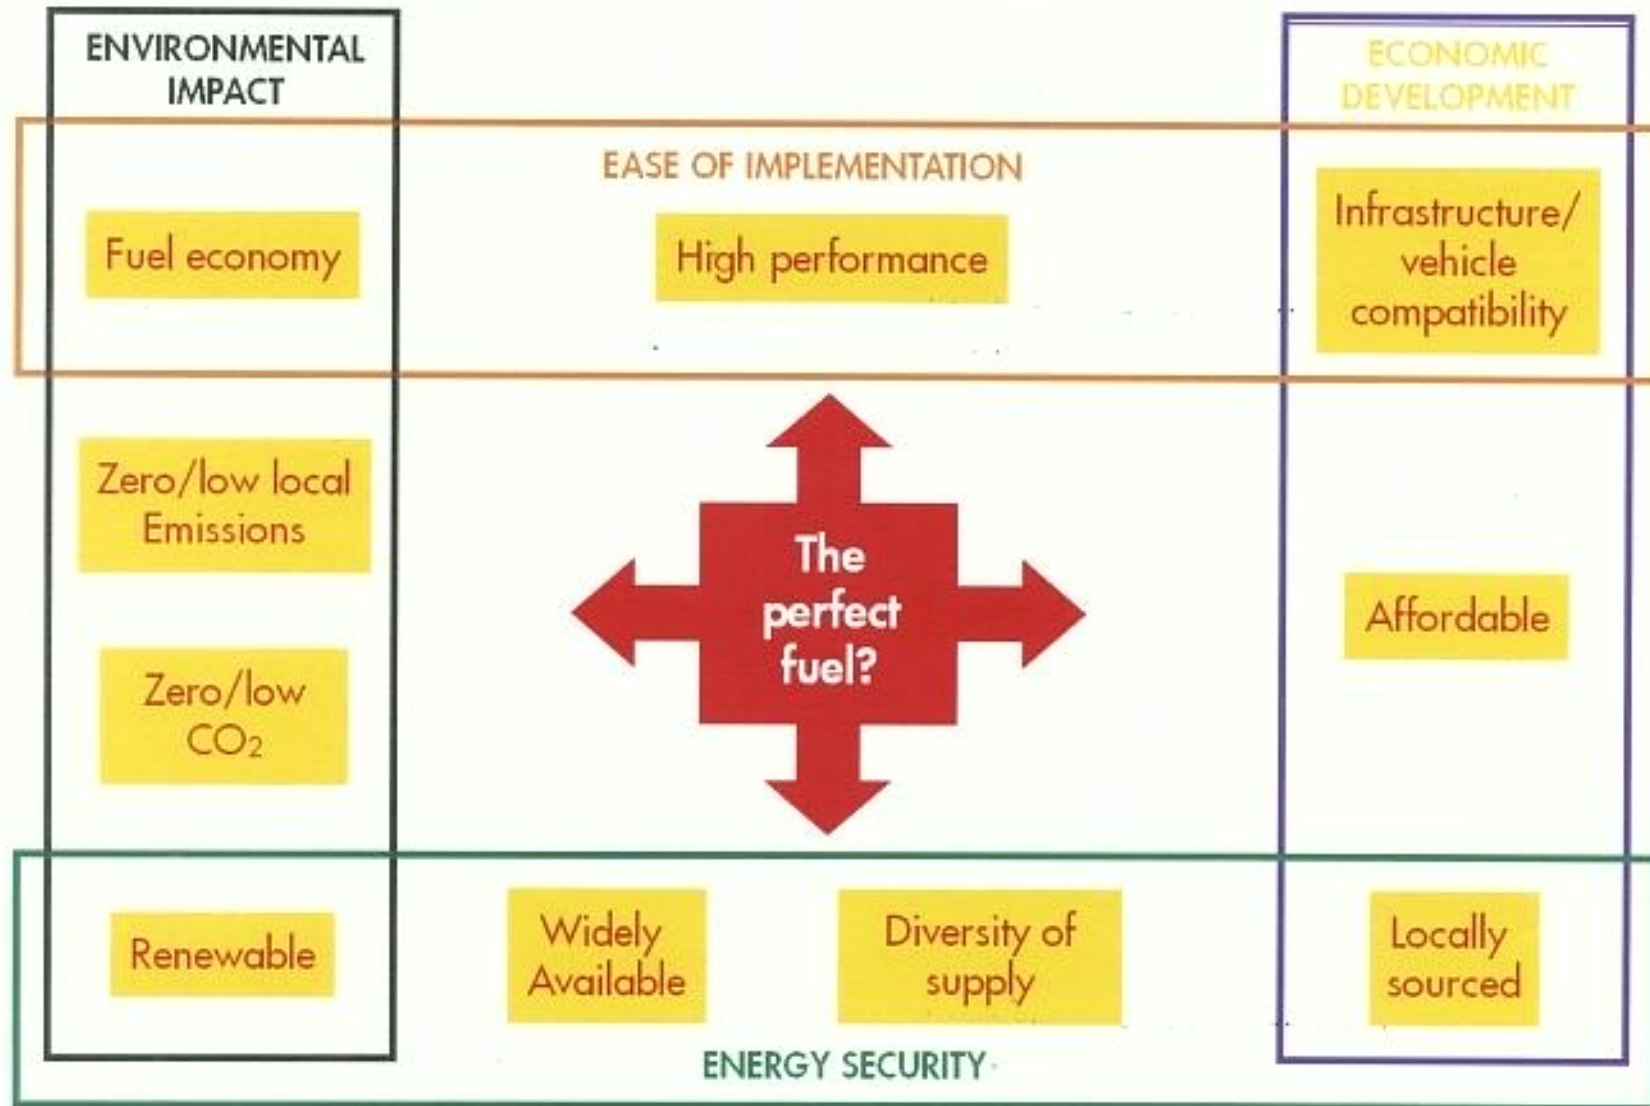 ENVIRONMENTAL
IMPACT
ECONOMIC
DEVELOPMENT
EASE OF IMPLEMENTATION
Fuel economy
High performance
Infrastructure/
vehicle
compatibility
Zero/low local
Emissions
The
perfect
fuel?
Affordable
Zero/low
CO₂
Renewable
Widely
Available
Diversity of
supply
Locally
sourced
ENERGY SECURITY